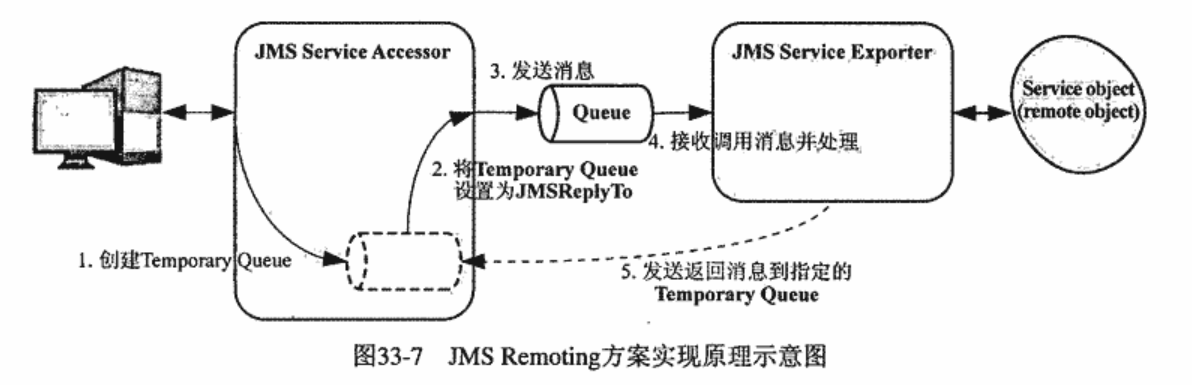 JMS Service Accessor
JMS Service Exporter
3. 发送消息
Queue
Service object
(remote object)
4. 接收调用消息并处理
2. 将Temporary Queue
设置为JMSReplyTo
1. 创建Temporary Queue
5. 发送返回消息到指定的
Temporary Queue
图33-7 JMS Remoting方案实现原理示意图